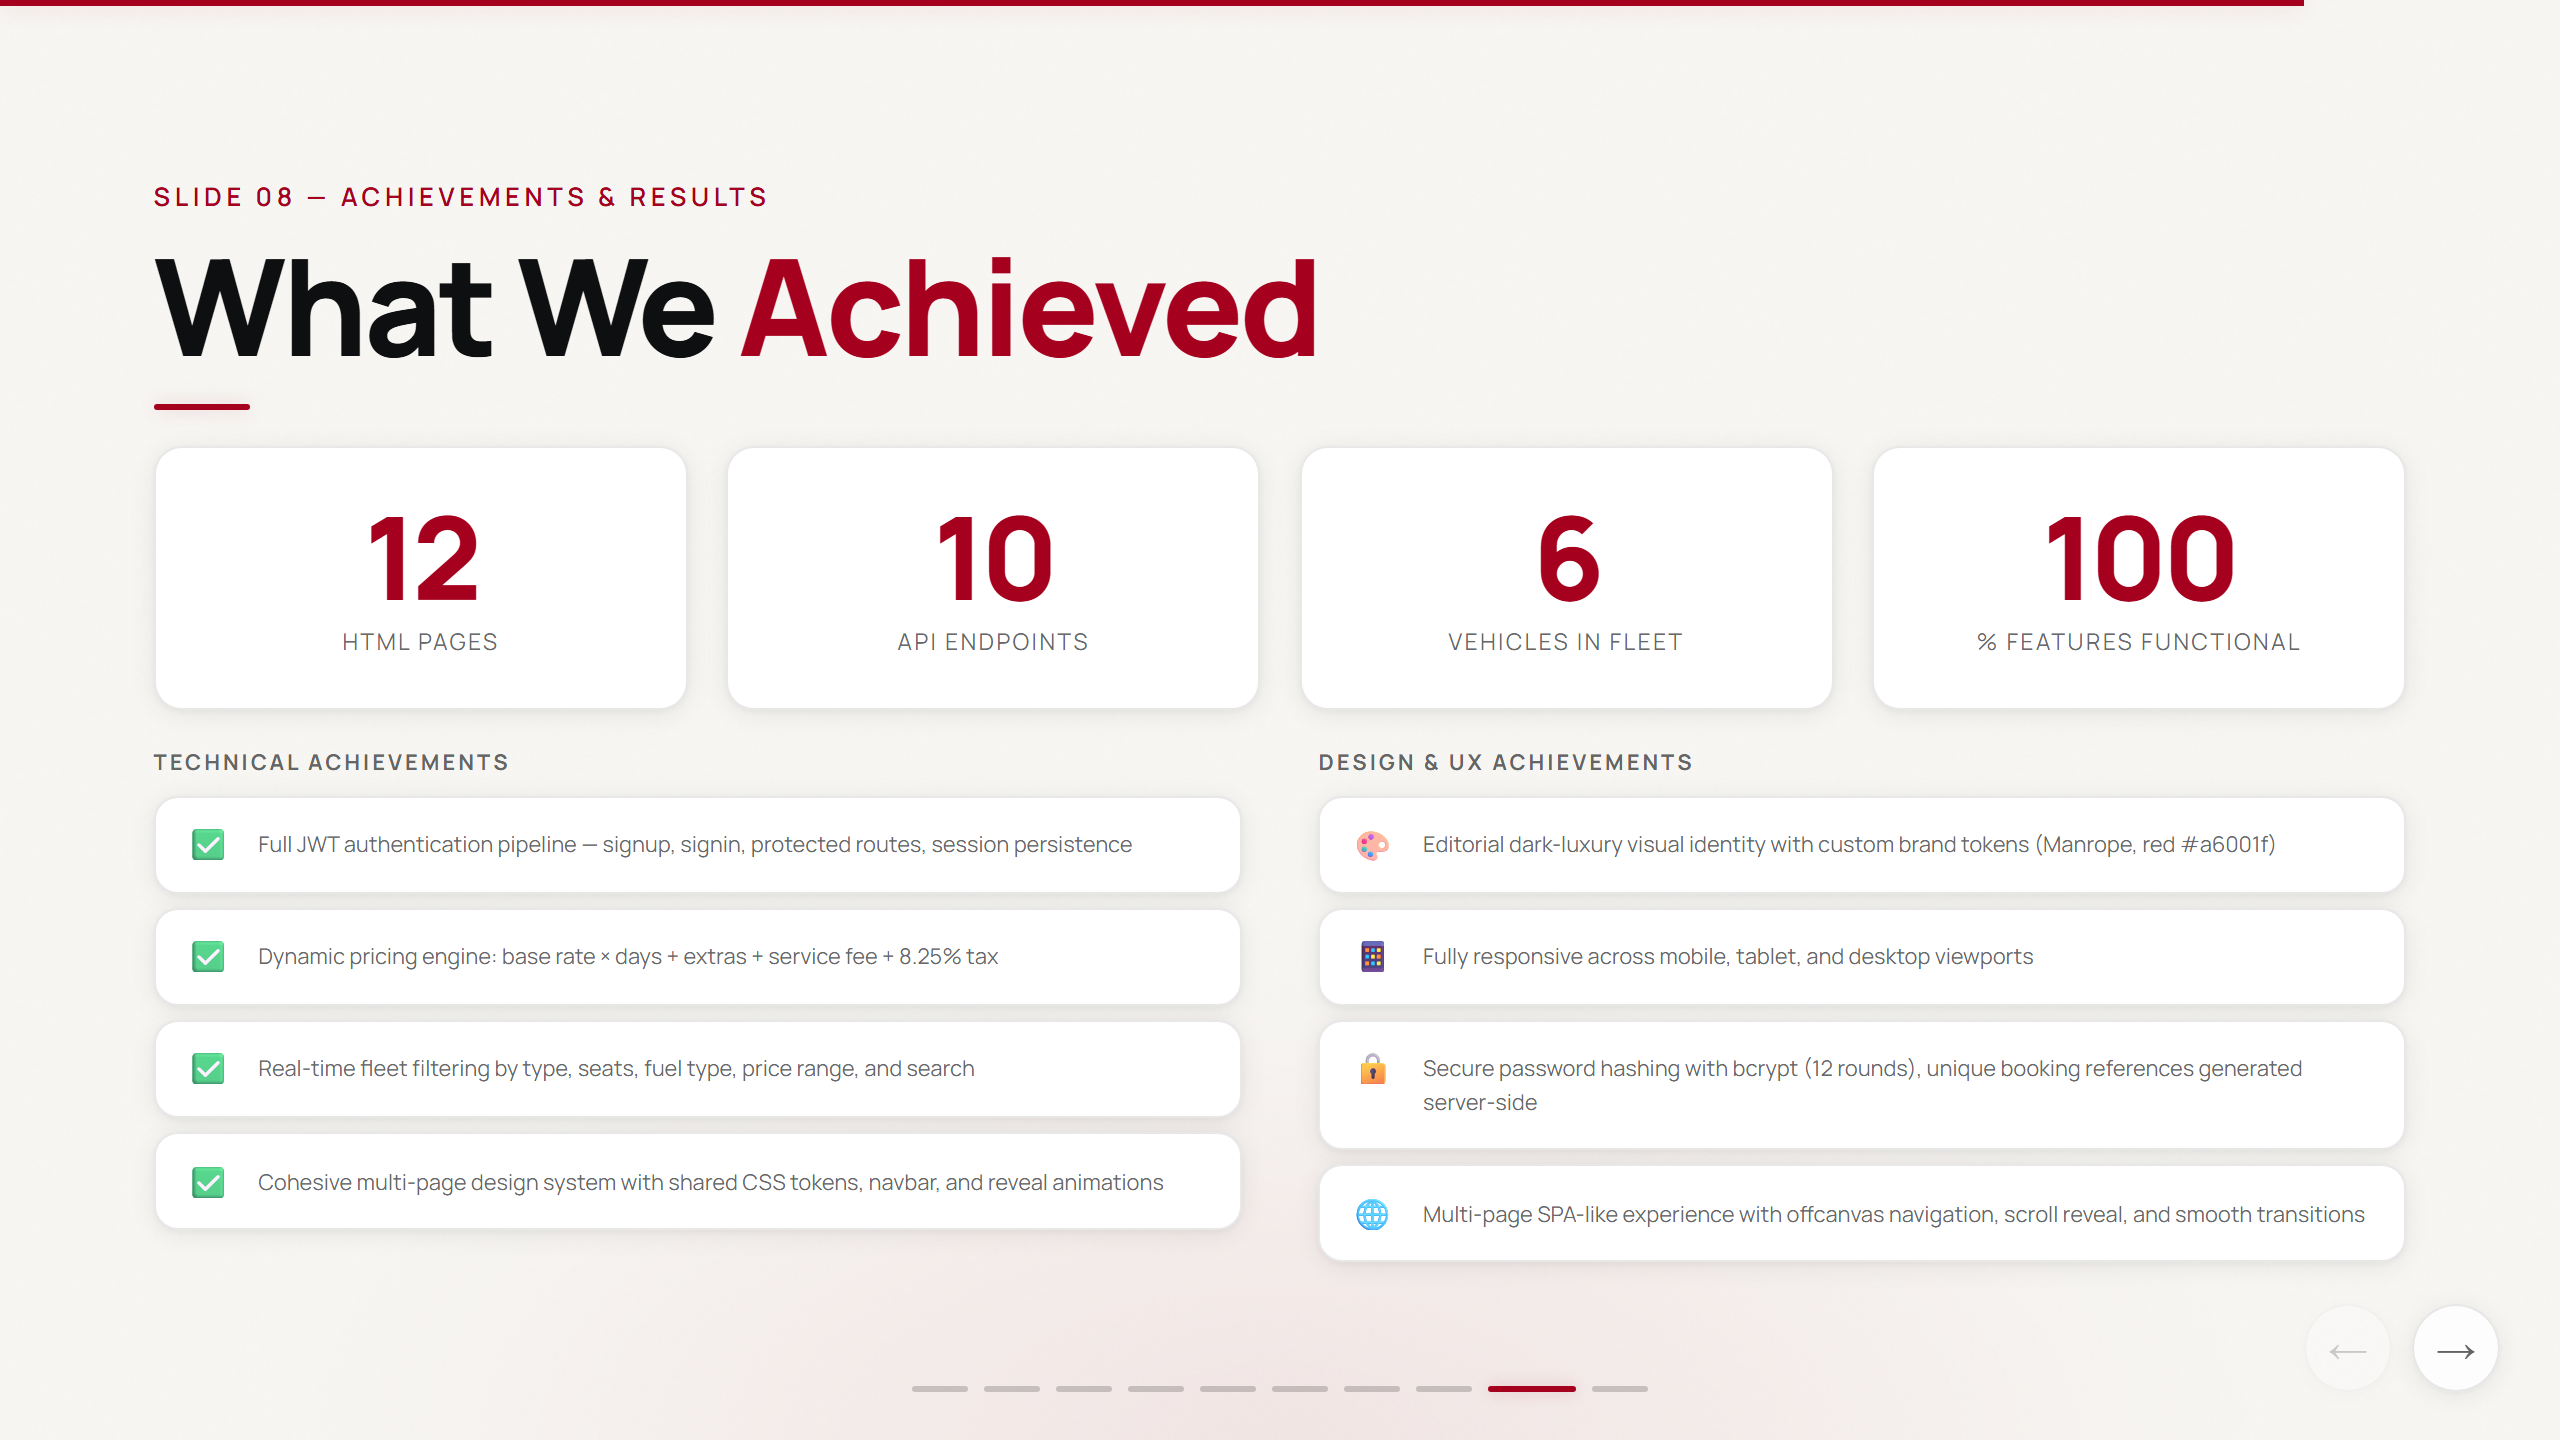 SLIDE 08 — ACHIEVEMENTS & RESULTS
What We Achieved
12
HTML PAGES
10
API ENDPOINTS
6
VEHICLES IN FLEET
100
% FEATURES FUNCTIONAL
TECHNICAL ACHIEVEMENTS
Full JWT authentication pipeline — signup, signin, protected routes, session persistence
Dynamic pricing engine: base rate × days + extras + service fee + 8.25% tax
Real-time fleet filtering by type, seats, fuel type, price range, and search
Cohesive multi-page design system with shared CSS tokens, navbar, and reveal animations
DESIGN & UX ACHIEVEMENTS
Editorial dark-luxury visual identity with custom brand tokens (Manrope, red #a6001f)
Fully responsive across mobile, tablet, and desktop viewports
Secure password hashing with bcrypt (12 rounds), unique booking references generated
server-side
Multi-page SPA-like experience with offcanvas navigation, scroll reveal, and smooth transitions
← →